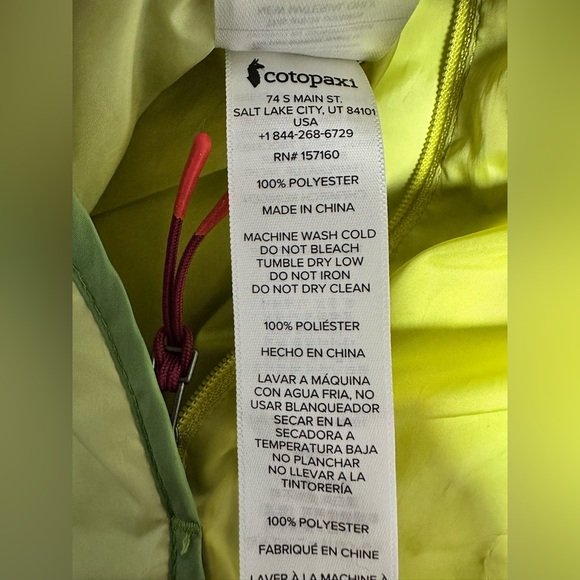 cotopaxi
74 S MAIN ST.
SALT LAKE CITY, UT 84101
USA
+1 844-268-6729
RN# 157160
100% POLYESTER
MADE IN CHINA
MACHINE WASH COLD
DO NOT BLEACH
TUMBLE DRY LOW
DO NOT IRON
DO NOT DRY CLEAN
100% POLIÉSTER
HECHO EN CHINA
LAVAR A MÁQUINA
CON AGUA FRIA, NO
USAR BLANQUEADOR
SECAR EN LA
SECADORA A
TEMPERATURA BAJA
NO PLANCHAR
NO LLEVAR A LA
TINTORERÍA
100% POLYESTER
FABRIQUÉ EN CHINE
LAVER À LA MACHINE À